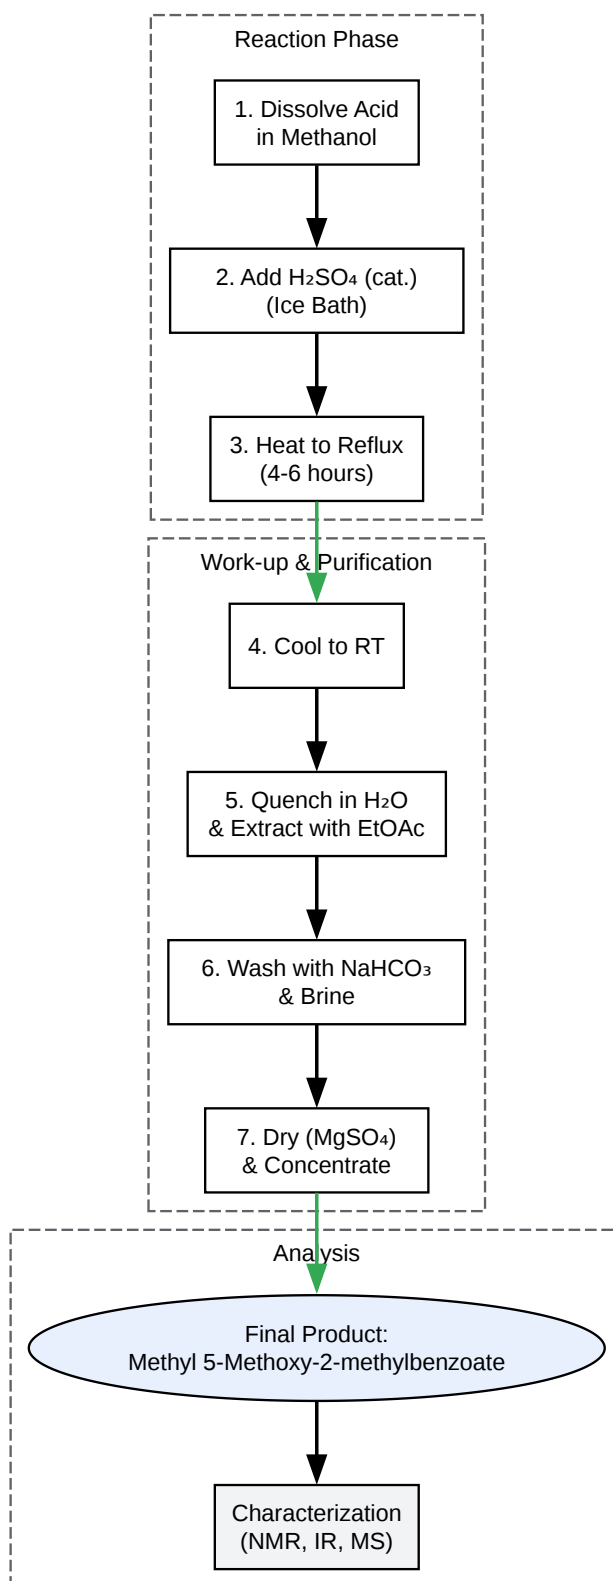 Reaction Phase
1. Dissolve Acid
in Methanol
2. Add H₂SO₄ (cat.)
(Ice Bath)
3. Heat to Reflux
(4-6 hours)
Work-up & Purification
4. Cool to RT
5. Quench in H₂O
& Extract with EtOAc
6. Wash with NaHCO₃
& Brine
7. Dry (MgSO₄)
& Concentrate
Analysis
Final Product:
Methyl 5-Methoxy-2-methylbenzoate
Characterization
(NMR, IR, MS)